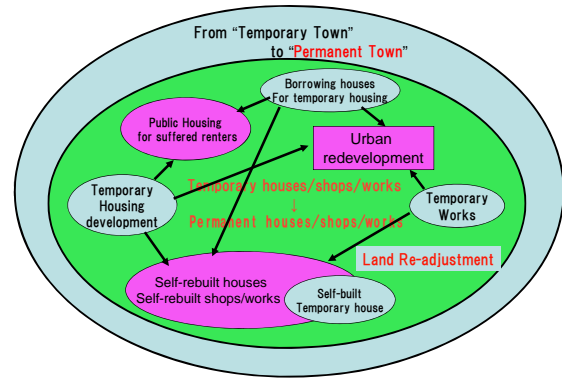 From “Temporary Town”
to “Permanent Town”
Borrowing houses
For temporary housing
Public Housing
for suffered renters
Urban
redevelopment
Temporary houses/shops/works
↓
Permanent houses/shops/works
Temporary
Housing
development
Temporary
Works
Land Re-adjustment
Self-rebuilt houses
Self-rebuilt shops/works
Self-built
Temporary house